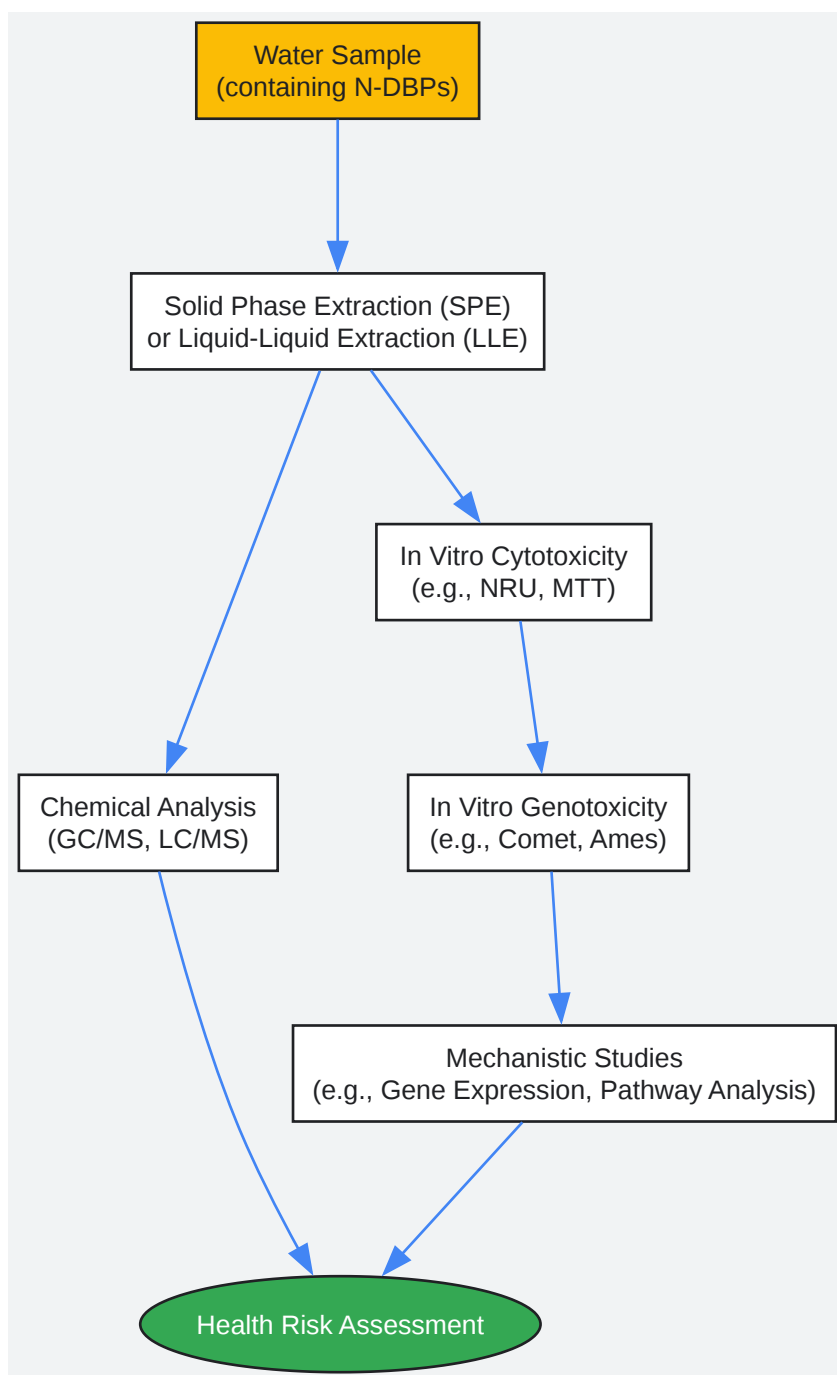 Water Sample
(containing N-DBPs)
Solid Phase Extraction (SPE)
or Liquid-Liquid Extraction (LLE)
In Vitro Cytotoxicity
(e.g., NRU, MTT)
Chemical Analysis
(GC/MS, LC/MS)
In Vitro Genotoxicity
(e.g., Comet, Ames)
Mechanistic Studies
(e.g., Gene Expression, Pathway Analysis)
Health Risk Assessment